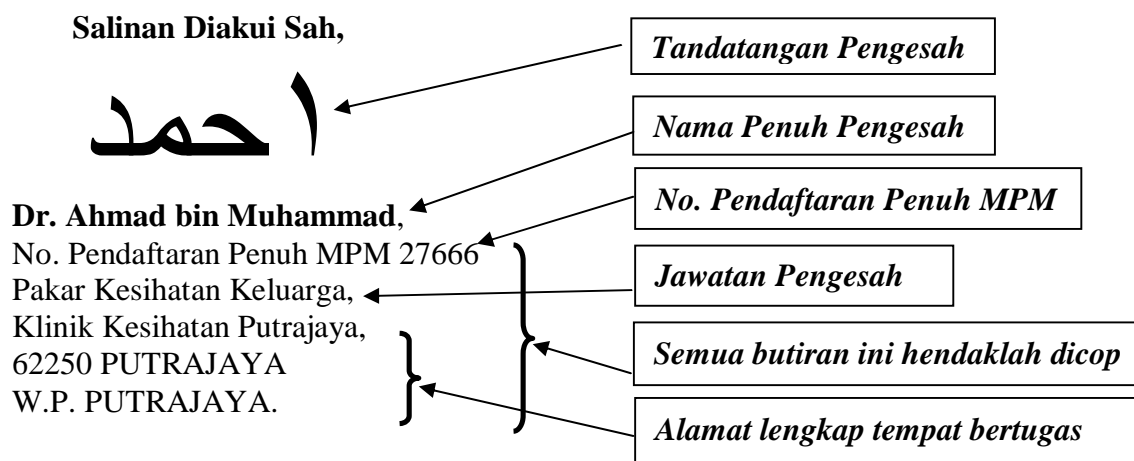 Salinan Diakui Sah,
Tandatangan Pengesah
احمد
Nama Penuh Pengesah
Dr. Ahmad bin Muhammad,
No. Pendaftaran Penuh MPM
No. Pendaftaran Penuh MPM 27666
Jawatan Pengesah
Pakar Kesihatan Keluarga,
Klinik Kesihatan Putrajaya,
Semua butiran ini hendaklah dicop
62250 PUTRAJAYA
W.P. PUTRAJAYA.
Alamat lengkap tempat bertugas